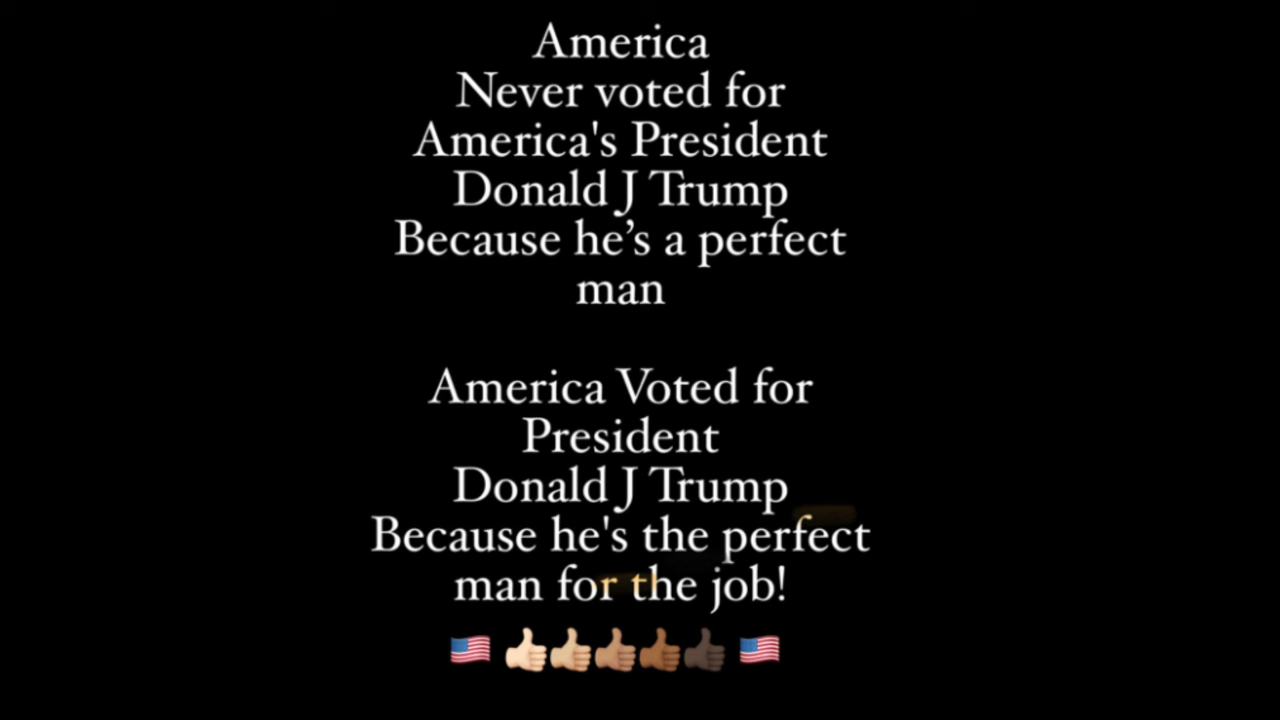 America
Never voted for
America's President
Donald J Trump
Because he’s a perfect
man
America Voted for
President
Donald J Trump
Because he's the perfect
man for the job!
🇺🇸 👍🏻👍🏼👍🏽👍🏾👍🏿 🇺🇸